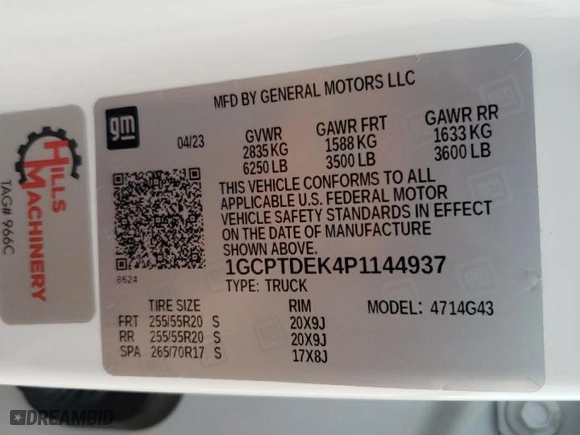 MFD BY GENERAL MOTORS LLC
gm
04/23
GVWR
2835 KG
6250 LB
GAWR FRT
1588 KG
3500 LB
GAWR RR
1633 KG
3600 LB
THIS VEHICLE CONFORMS TO ALL
APPLICABLE U.S. FEDERAL MOTOR
VEHICLE SAFETY STANDARDS IN EFFECT
ON THE DATE OF MANUFACTURE
SHOWN ABOVE.
1GCPTDEK4P1144937
TYPE: TRUCK
8624
MODEL: 4714G43
TIRE SIZE RIM
FRT 255/55R20 S 20X9J
RR 255/55R20 S 20X9J
SPA 265/70R17 S 17X8J
HILLS
MACHINERY
TAG# 966C
DREAMBID